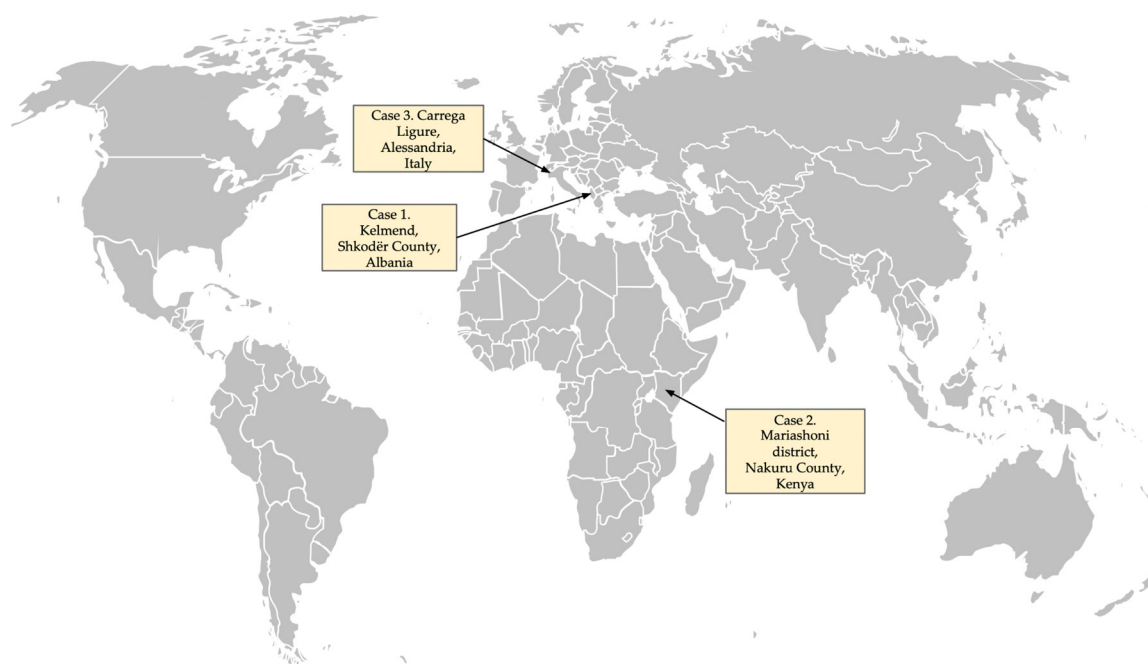 Case 3. Carrega
Ligure,
Alessandria,
Italy
Case 1.
Kelmend,
Shkodër County,
Albania
Case 2.
Mariashoni
district,
Nakuru County,
Kenya